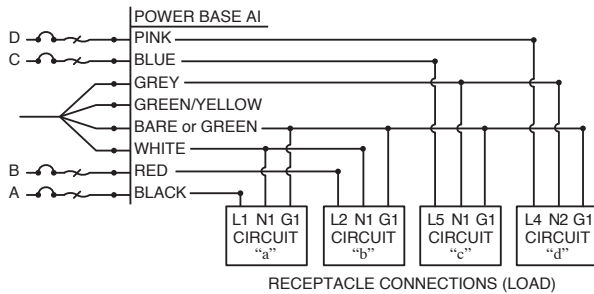 POWER BASE AI
D PINK
C BLUE
GREY
GREEN/YELLOW
BARE or GREEN
WHITE
B RED
A BLACK
L1 N1 G1
CIRCUIT
“a”
L2 N1 G1
CIRCUIT
“b”
L5 N1 G1
CIRCUIT
“c”
L4 N2 G1
CIRCUIT
“d”
RECEPTACLE CONNECTIONS (LOAD)